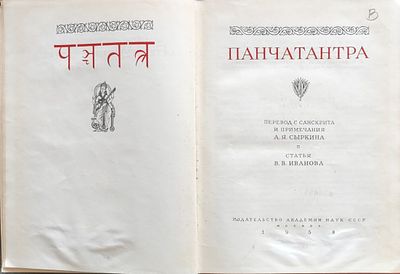 पञ्चतन्त्र
В
ПАНЧАТАНТРА
ПЕРЕВОД С САНСКРИТА
И ПРИМЕЧАНИЯ
А. Я. СЫРКИНА
СТАТЬЯ
В. В. ИВАНОВА
ИЗДАТЕЛЬСТВО АКАДЕМИИ НАУК СССР
МОСКВА
1958